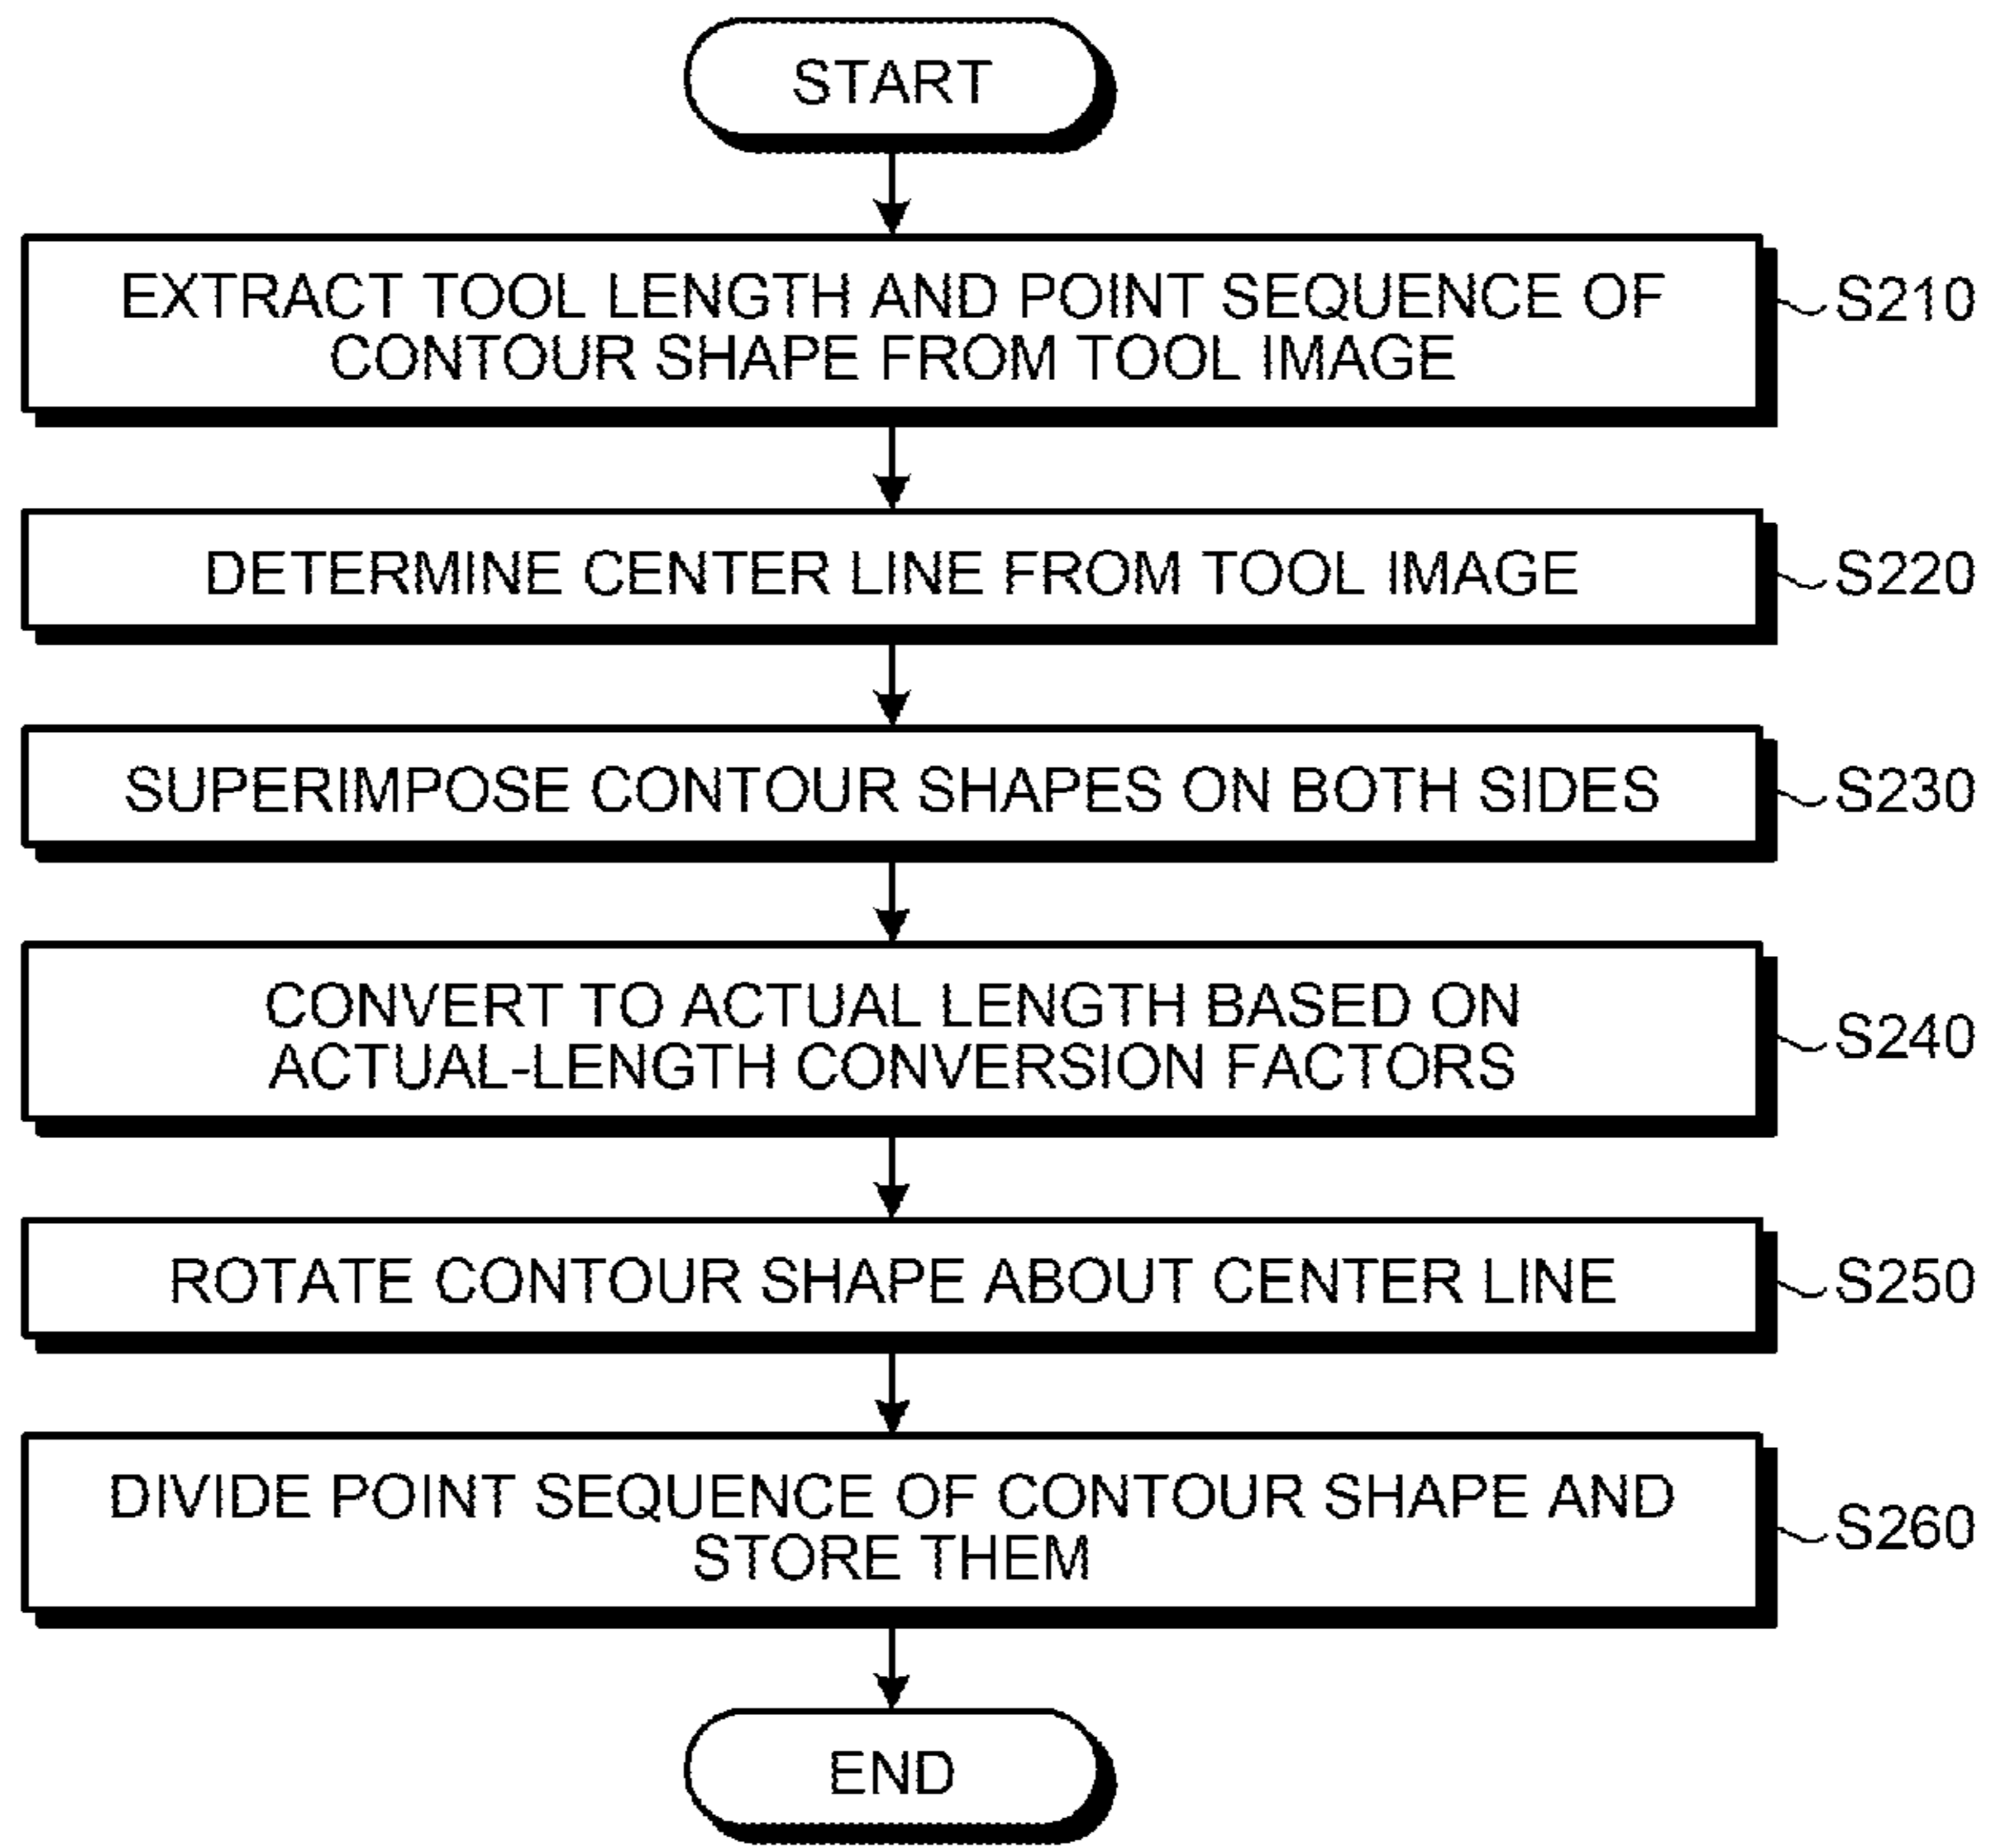 START
EXTRACT TOOL LENGTH AND POINT SEQUENCE OF
CONTOUR SHAPE FROM TOOL IMAGE
S210
DETERMINE CENTER LINE FROM TOOL IMAGE
S220
SUPERIMPOSE CONTOUR SHAPES ON BOTH SIDES
S230
CONVERT TO ACTUAL LENGTH BASED ON
ACTUAL-LENGTH CONVERSION FACTORS
S240
ROTATE CONTOUR SHAPE ABOUT CENTER LINE
S250
DIVIDE POINT SEQUENCE OF CONTOUR SHAPE AND
STORE THEM
S260
END